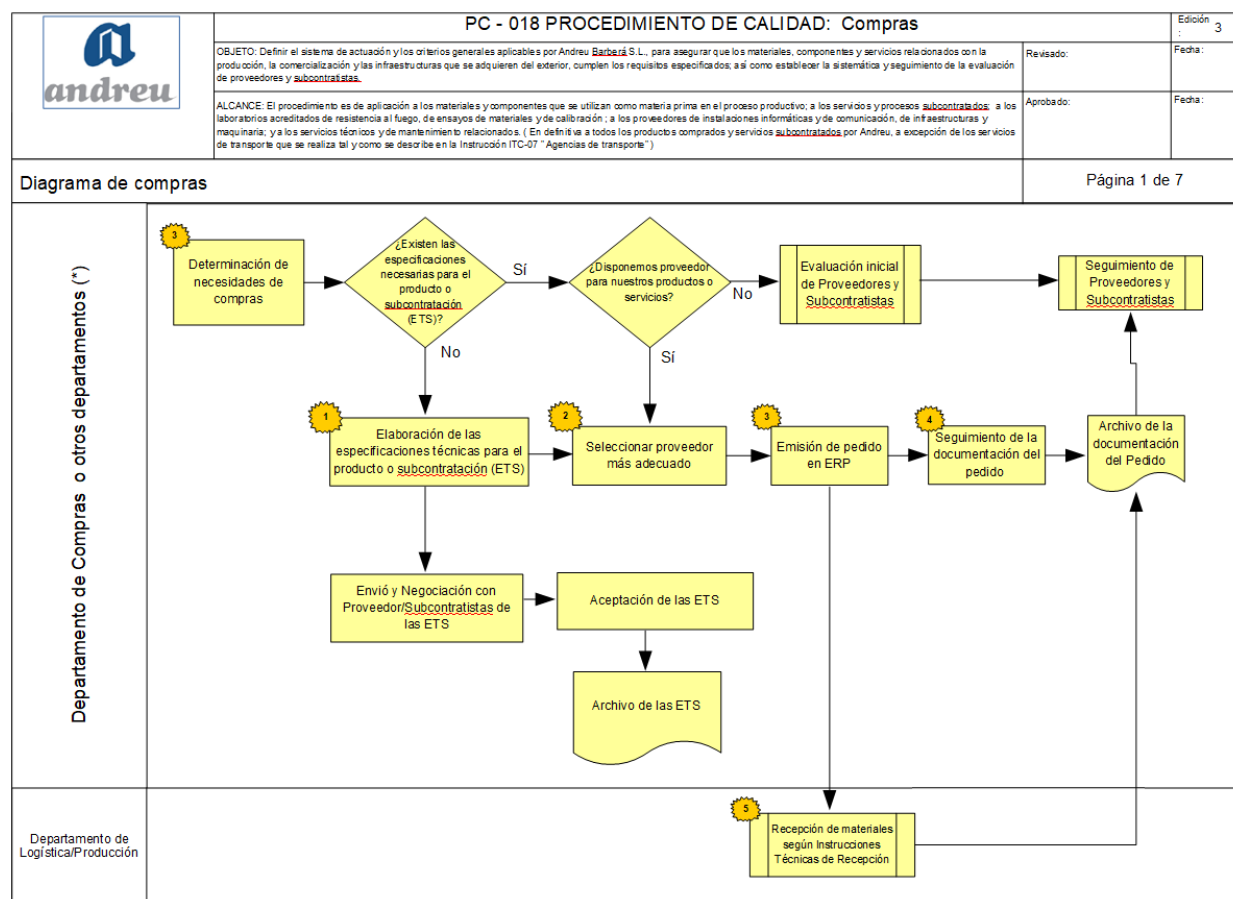 andreu
PC - 018 PROCEDIMIENTO DE CALIDAD: Compras
Edición
:
3
OBJETO: Definir el sistema de actuación y los criterios generales aplicables por Andreu Barberá S.L., para asegurar que los materiales, componentes y servicios relacionados con la
producción, la comercialización y las infraestructuras que se adquieren del exterior, cumplen los requisitos especificados; así como establecer la sistemática y seguimiento de la evaluación
de proveedores y subcontratistas.
Revisado:
Fecha:
ALCANCE: El procedimiento es de aplicación a los materiales y componentes que se utilizan como materia prima en el proceso productivo; a los servicios y procesos subcontratados; a los
laboratorios acreditados de resistencia al fuego, de ensayos de materiales y de calibración ; a los proveedores de instalaciones informáticas y de comunicación, de infraestructuras y
maquinaria; y a los servicios técnicos y de mantenimiento relacionados. ( En definitiva a todos los productos comprados y servicios subcontratados por Andreu, a excepción de los servicios
de transporte que se realiza tal y como se describe en la Instrucción ITC-07 " Agencias de transporte" )
Aprobado:
Fecha:
Diagrama de compras
Página 1 de 7
Departamento de Compras o otros departamentos (*)
3
Determinación de
necesidades de
compras
¿Existen las
especificaciones
necesarias para el
producto o
subcontratación
(ETS)?
Sí
No
¿Disponemos proveedor
para nuestros productos o
servicios?
No
Sí
Evaluación inicial
de Proveedores y
Subcontratistas
Seguimiento de
Proveedores y
Subcontratistas
1
Elaboración de las
especificaciones técnicas para el
producto o subcontratación (ETS)
2
Seleccionar proveedor
más adecuado
3
Emisión de pedido
en ERP
4
Seguimiento de la
documentación del
pedido
Archivo de la
documentación
del Pedido
Envió y Negociación con
Proveedor/Subcontratistas de
las ETS
Aceptación de las ETS
Archivo de las ETS
Departamento de
Logística/Producción
5
Recepción de materiales
según Instrucciones
Técnicas de Recepción